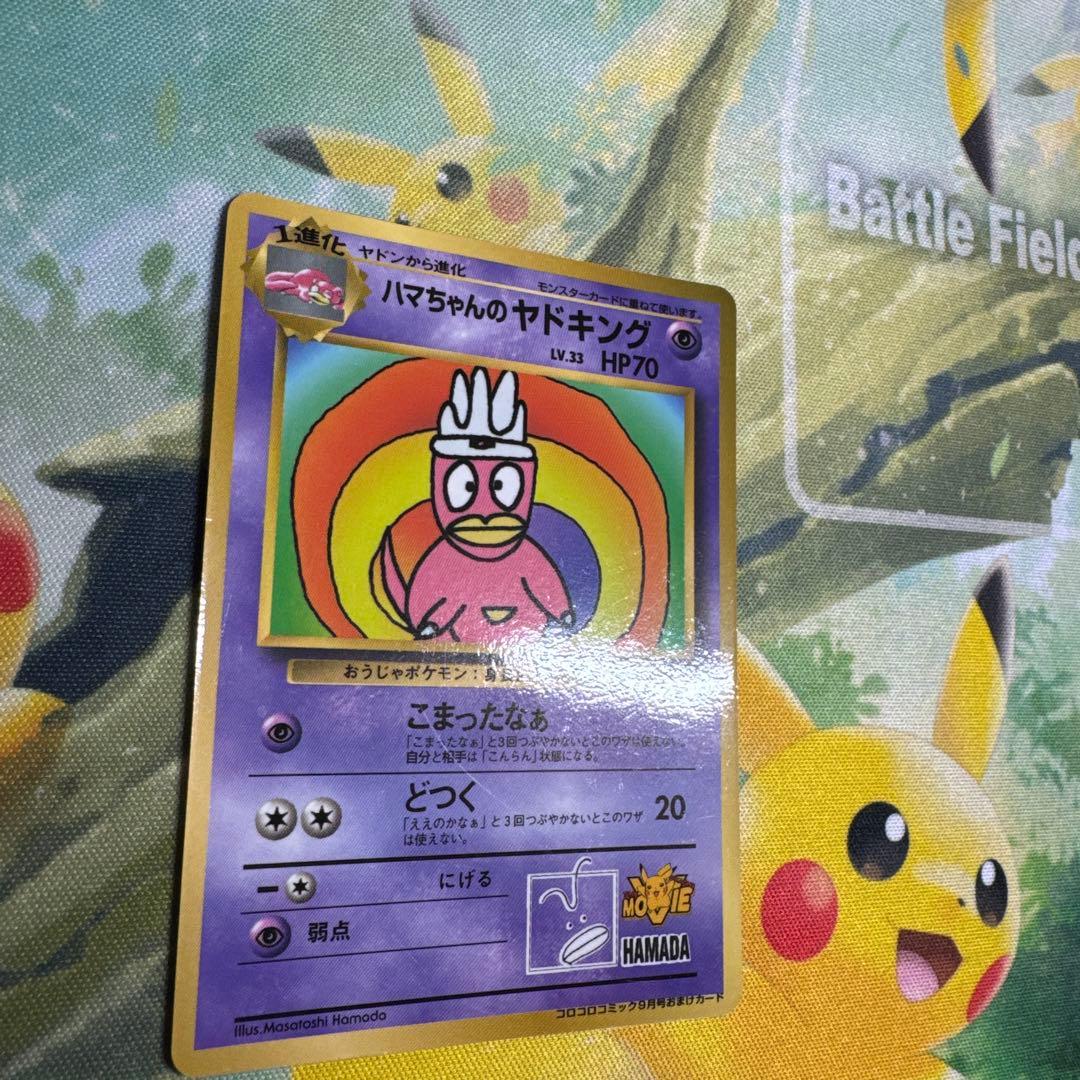 Battle Field
1進化
ヤドンから進化
モンスターカードに重ねて使います。
ハマちゃんのヤドキング
LV.33 HP70
おうじゃポケモン：身長
こまったなぁ
「こまったなぁ」と3回つぶやかないとこのワザは使えない。
自分と相手は「こんらん」状態になる。
どつく
20
「ええのかなぁ」と3回つぶやかないとこのワザ
は使えない。
にげる
弱点
MOVIE
HAMADA
Illus.Masatoshi Hamada
コロコロコミック9月号おまけカード